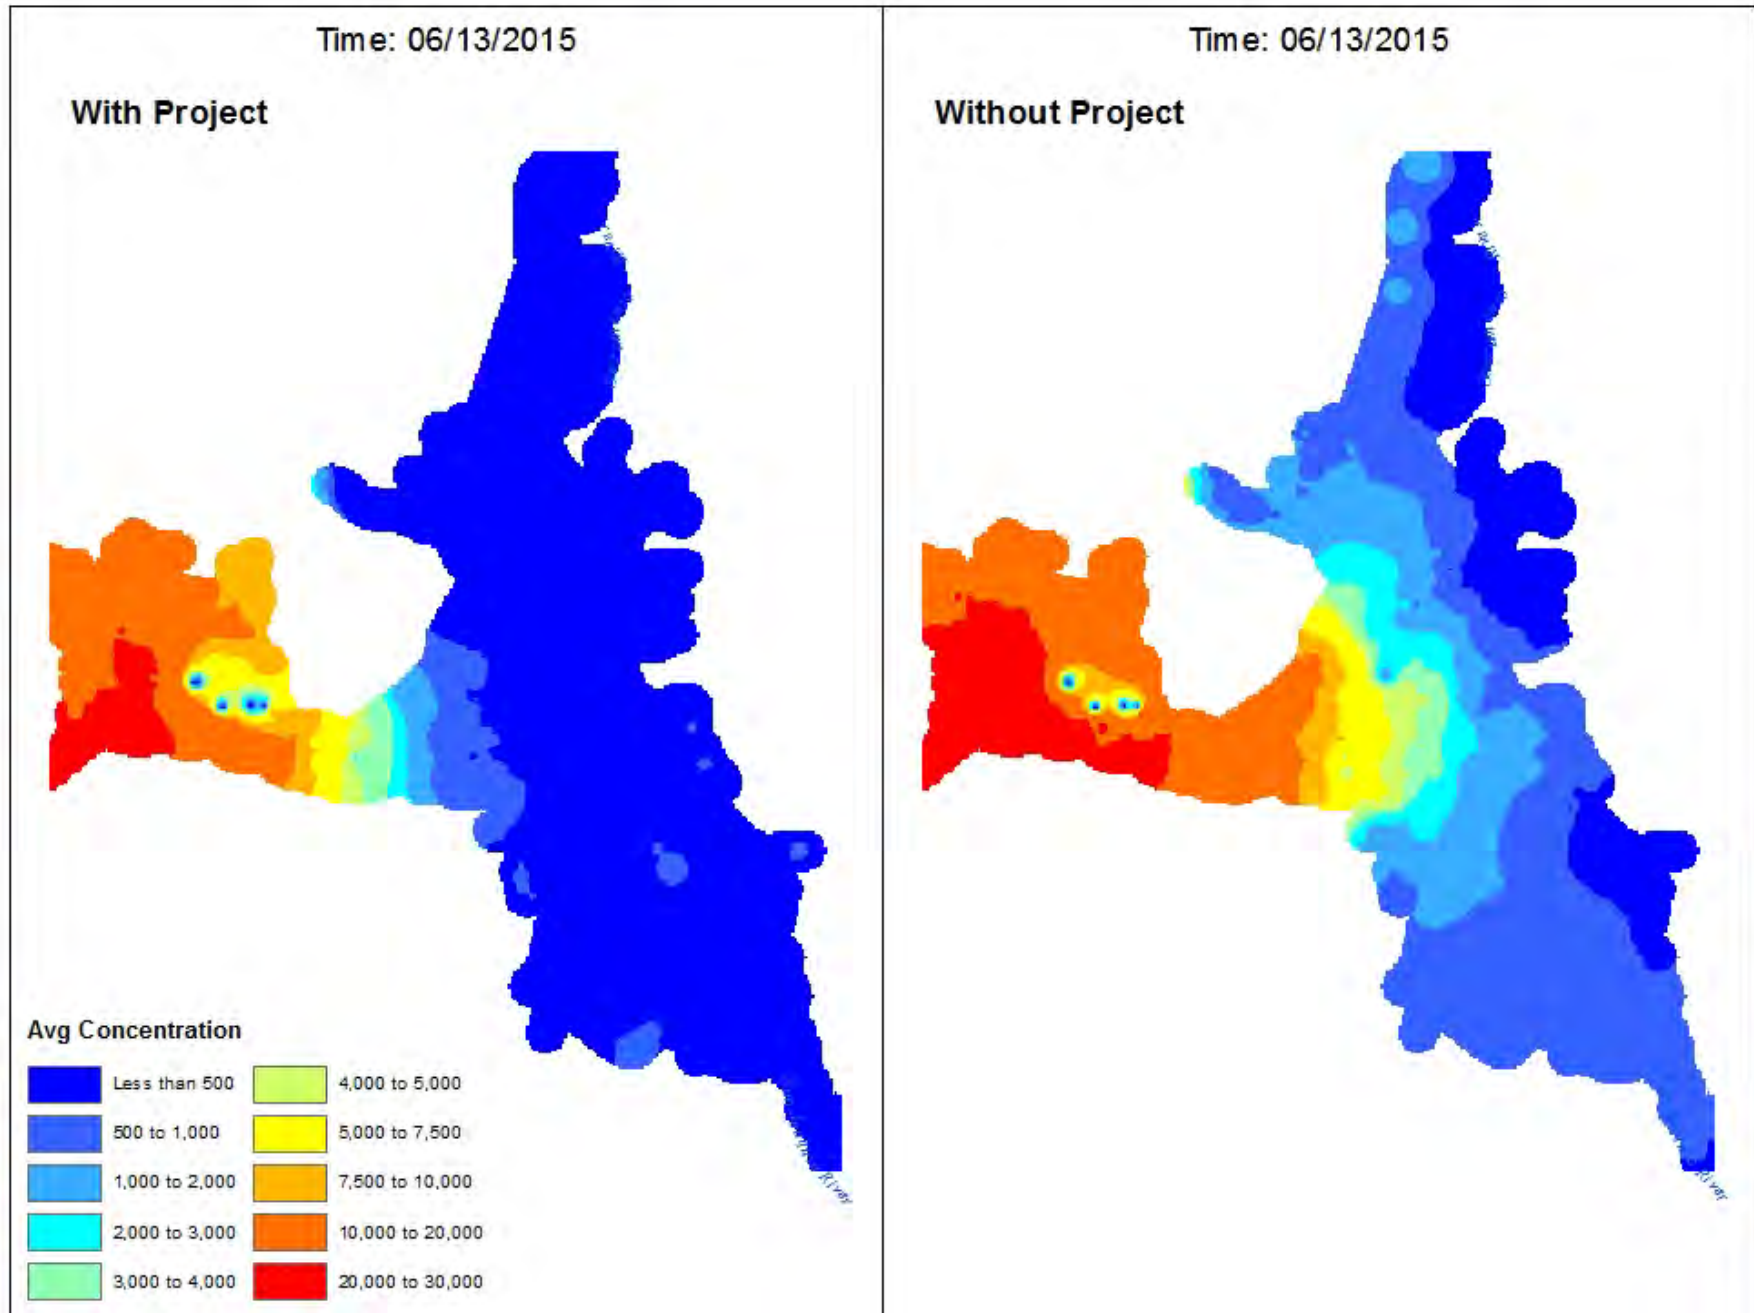 Time: 06/13/2015
With Project
Avg Concentration
Less than 500
500 to 1,000
1,000 to 2,000
2,000 to 3,000
3,000 to 4,000
4,000 to 5,000
5,000 to 7,500
7,500 to 10,000
10,000 to 20,000
20,000 to 30,000
River
Time: 06/13/2015
Without Project
River